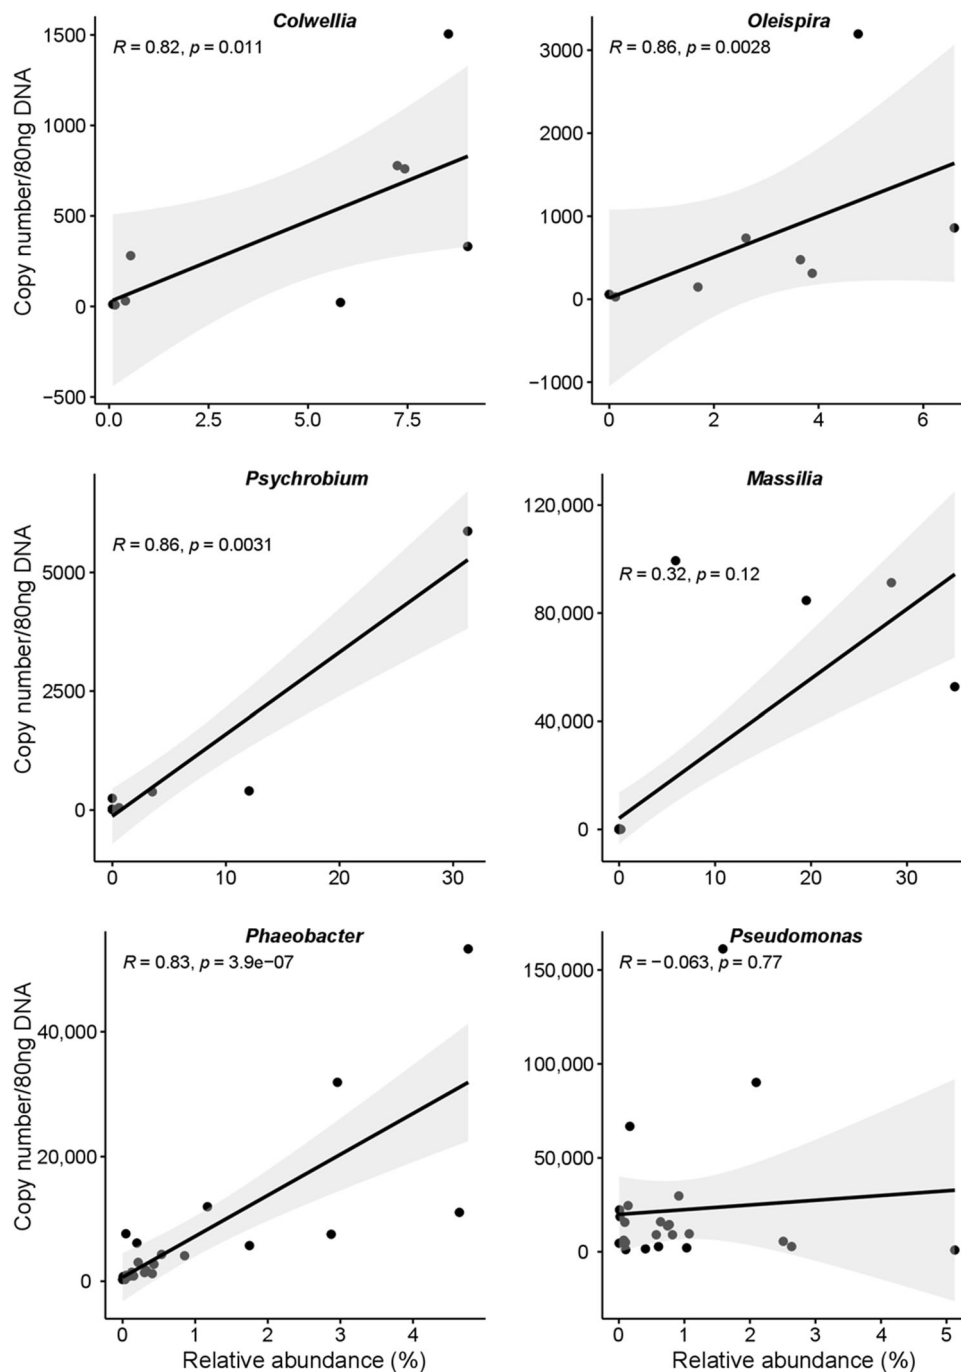 Colwellia
R = 0.82, p = 0.011
Copy number/80ng DNA
1500
1000
500
0
−500
0.0 2.5 5.0 7.5
Oleispira
R = 0.86, p = 0.0028
3000
2000
1000
0
−1000
0 2 4 6
Psychrobium
R = 0.86, p = 0.0031
Copy number/80ng DNA
5000
2500
0
0 10 20 30
Massilia
R = 0.32, p = 0.12
120,000
80,000
40,000
0
0 10 20 30
Phaeobacter
R = 0.83, p = 3.9e−07
Copy number/80ng DNA
40,000
20,000
0
0 1 2 3 4
Relative abundance (%)
Pseudomonas
R = −0.063, p = 0.77
150,000
100,000
50,000
0
0 1 2 3 4 5
Relative abundance (%)